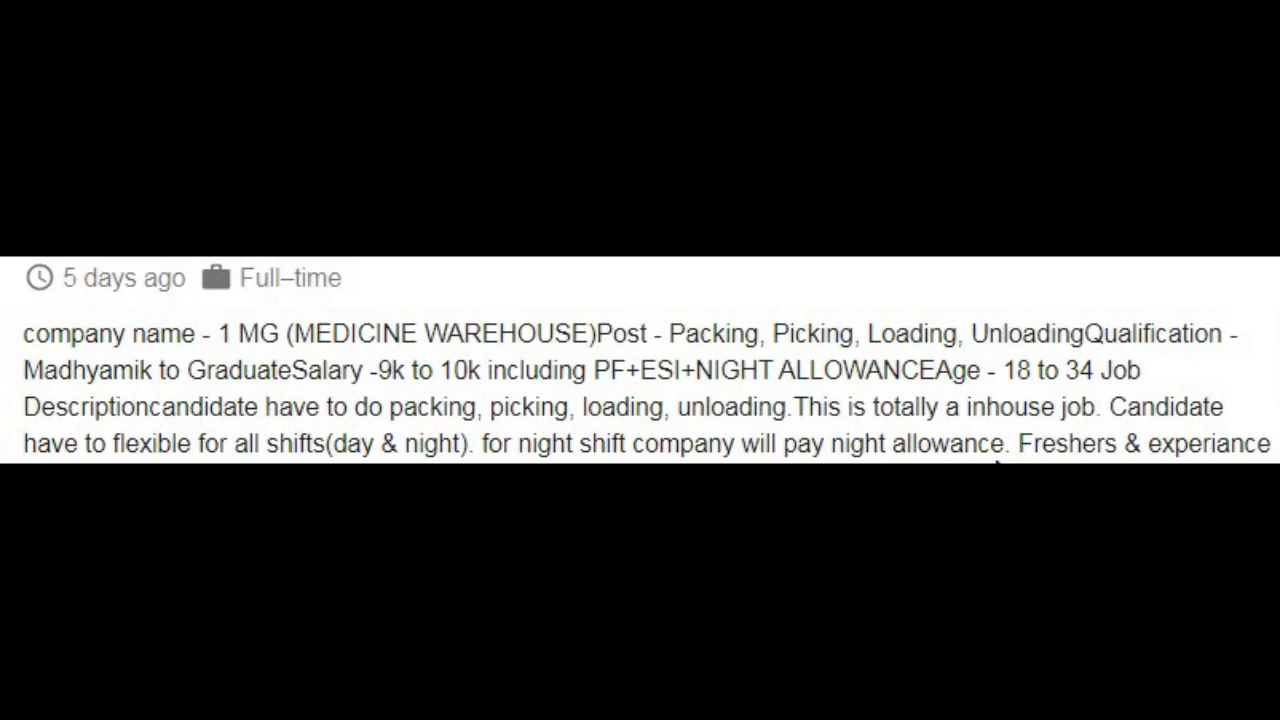 5 days ago Full–time
company name - 1 MG (MEDICINE WAREHOUSE)Post - Packing, Picking, Loading, UnloadingQualification -
Madhyamik to GraduateSalary -9k to 10k including PF+ESI+NIGHT ALLOWANCEAge - 18 to 34 Job
Descriptioncandidate have to do packing, picking, loading, unloading.This is totally a inhouse job. Candidate
have to flexible for all shifts(day & night). for night shift company will pay night allowance. Freshers & experiance